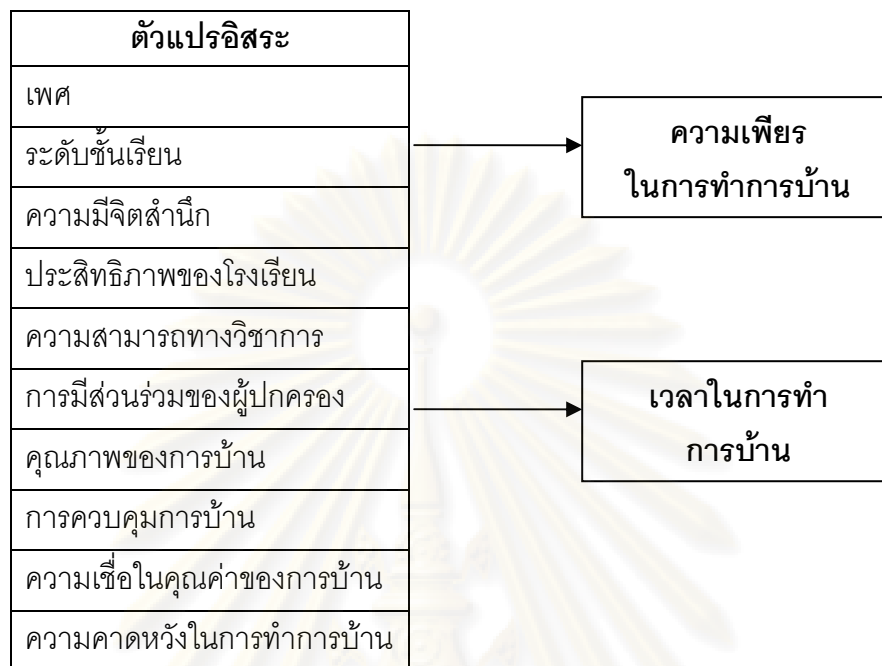 ตัวแปรอิสระ
เพศ
ระดับชั้นเรียน
ความมีจิตสำนึก
ประสิทธิภาพของโรงเรียน
ความสามารถทางวิชาการ
การมีส่วนร่วมของผู้ปกครอง
คุณภาพของการบ้าน
การควบคุมการบ้าน
ความเชื่อในคุณค่าของการบ้าน
ความคาดหวังในการทำการบ้าน
ความเพียร
ในการทำการบ้าน
เวลาในการทำ
การบ้าน